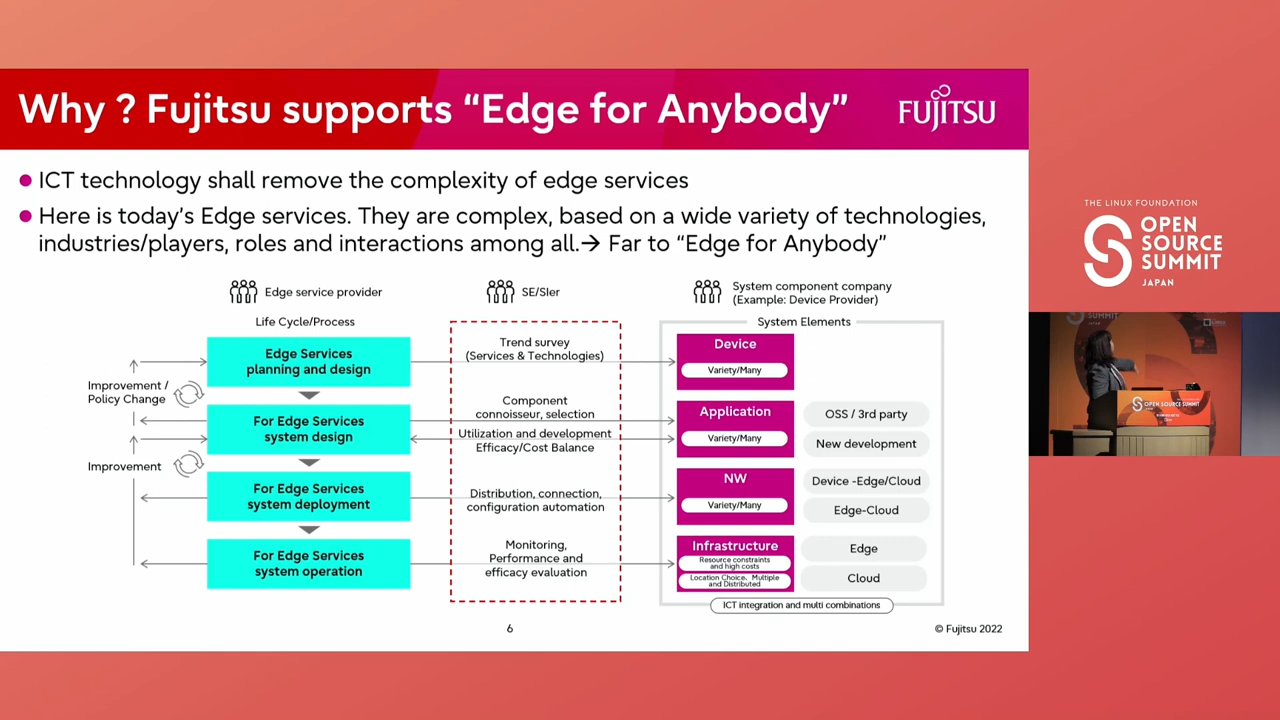 Why ? Fujitsu supports “Edge for Anybody”
FUJITSU
● ICT technology shall remove the complexity of edge services
● Here is today’s Edge services. They are complex, based on a wide variety of technologies,
industries/players, roles and interactions among all.→ Far to “Edge for Anybody”
Edge service provider
SE/SIer
System component company
(Example: Device Provider)
Life Cycle/Process
System Elements
Edge Services
planning and design
For Edge Services
system design
For Edge Services
system deployment
For Edge Services
system operation
Improvement /
Policy Change
Improvement
Trend survey
(Services & Technologies)
Component
connoisseur, selection
Utilization and development
Efficacy/Cost Balance
Distribution, connection,
configuration automation
Monitoring,
Performance and
efficacy evaluation
Device
Variety/Many
Application
Variety/Many
OSS / 3rd party
New development
NW
Variety/Many
Device -Edge/Cloud
Edge-Cloud
Infrastructure
Resource constraints
and high costs
Location Choice、Multiple
and Distributed
Edge
Cloud
ICT integration and multi combinations
6
© Fujitsu 2022
THE LINUX FOUNDATION
OPEN
SOURCE
SUMMIT
JAPAN
SUMMIT
OPEN SOURCE SUMMIT